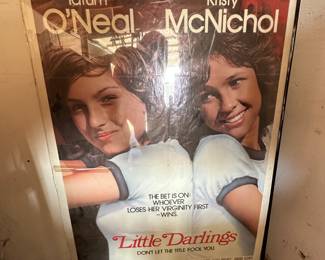 Tatum Kristy
O'NEAL McNICHOL
THE BET IS ON:
WHOEVER
LOSES HER VIRGINITY FIRST
—WINS.
Little Darlings
DON'T LET THE TITLE FOOL YOU